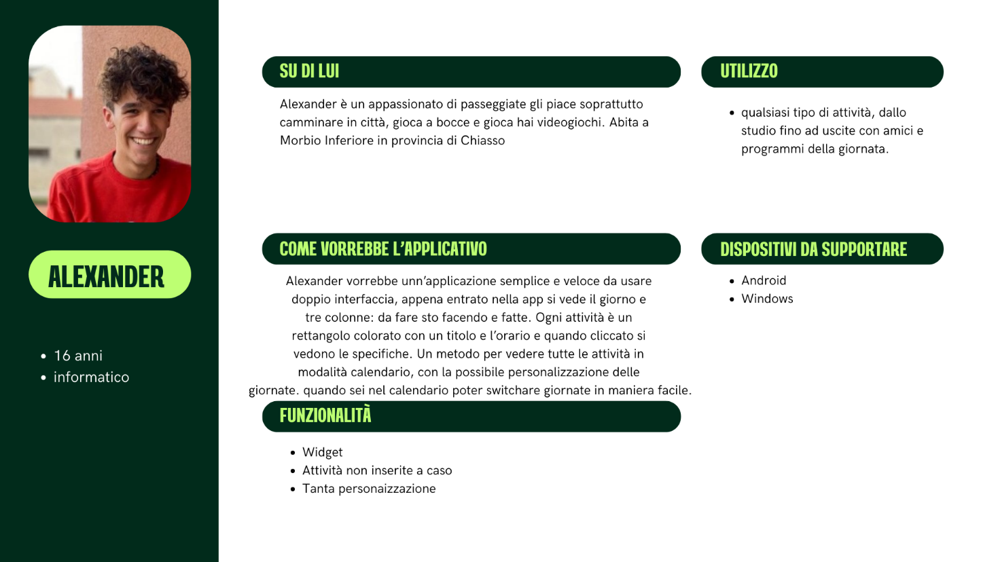 ALEXANDER
16 anni
informatico
SU DI LUI
Alexander è un appassionato di passeggiate gli piace soprattutto
camminare in città, gioca a bocce e gioca hai videogiochi. Abita a
Morbio Inferiore in provincia di Chiasso
UTILIZZO
qualsiasi tipo di attività, dallo
studio fino ad uscite con amici e
programmi della giornata.
COME VORREBBE L'APPLICATIVO
Alexander vorrebbe unn'applicazione semplice e veloce da usare
doppio interfaccia, appena entrato nella app si vede il giorno e
tre colonne: da fare sto facendo e fatte. Ogni attività è un
rettangolo colorato con un titolo e l'orario e quando cliccato si
vedono le specifiche. Un metodo per vedere tutte le attività in
modalità calendario, con la possibile personalizzazione delle
giornate. quando sei nel calendario poter switchare giornate in maniera facile.
DISPOSITIVI DA SUPPORTARE
Android
Windows
FUNZIONALITÀ
Widget
Attività non inserite a caso
Tanta personaizzazione